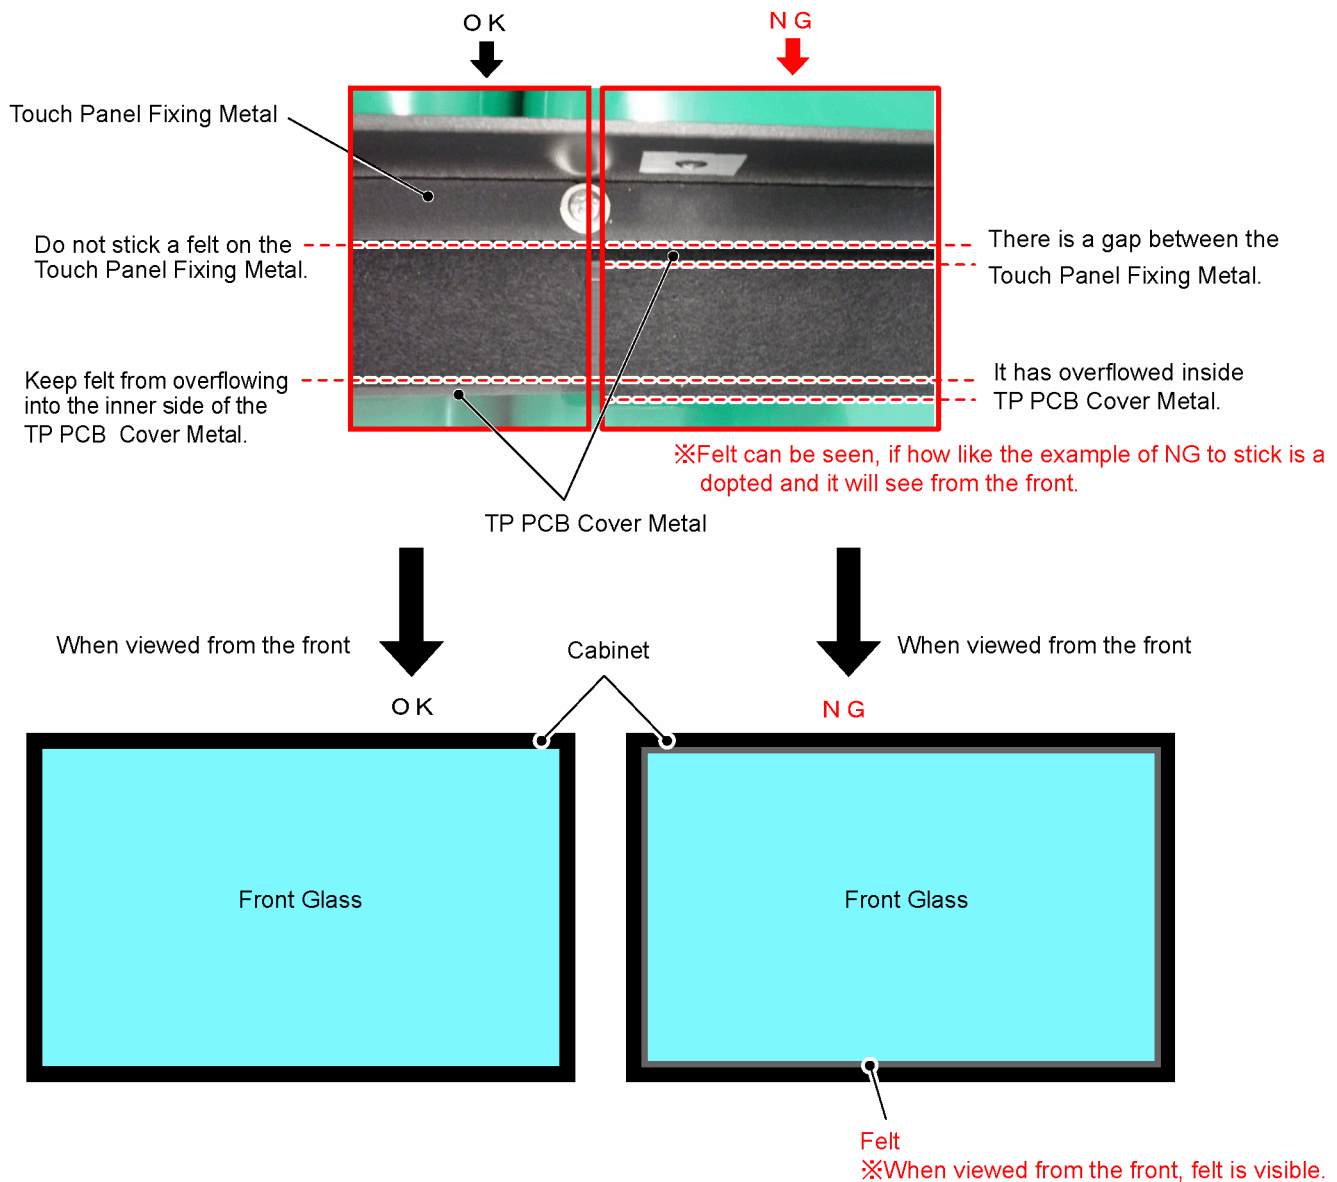 OK
NG
Touch Panel Fixing Metal
Do not stick a felt on the
Touch Panel Fixing Metal.
There is a gap between the
Touch Panel Fixing Metal.
Keep felt from overflowing
into the inner side of the
TP PCB Cover Metal.
It has overflowed inside
TP PCB Cover Metal.
※Felt can be seen, if how like the example of NG to stick is a
dopted and it will see from the front.
TP PCB Cover Metal
When viewed from the front
Cabinet
When viewed from the front
OK
NG
Front Glass
Front Glass
Felt
※When viewed from the front, felt is visible.